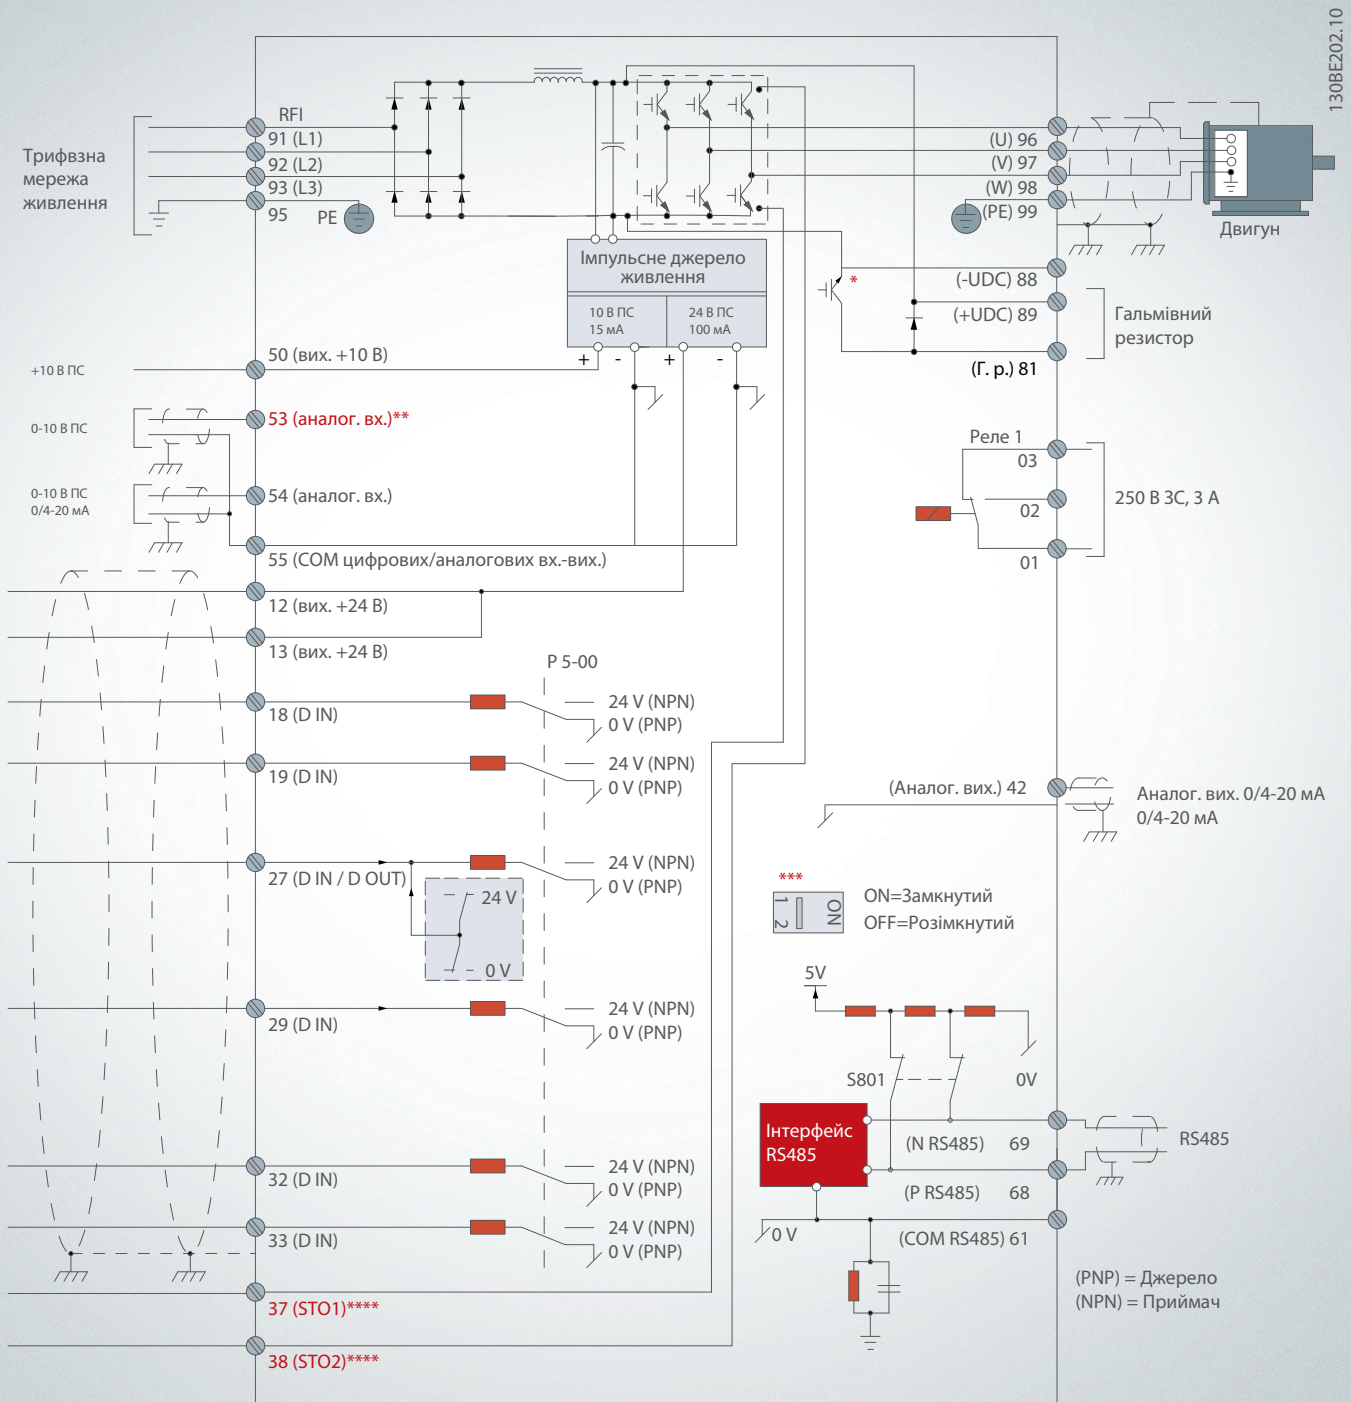 130BE202.10
Трифвзна
мережа
живлення
RFI
91 (L1)
92 (L2)
93 (L3)
95
PE
(U) 96
(V) 97
(W) 98
(PE) 99
Двигун
Імпульсне джерело
живлення
10 В ПС
15 мА
24 В ПС
100 мА
+
-
+
-
*
(-UDC) 88
(+UDC) 89
(Г. р.) 81
Гальмівний
резистор
+10 В ПС
50 (вих. +10 В)
0-10 В ПС
53 (аналог. вх.)**
0-10 В ПС
0/4-20 мА
54 (аналог. вх.)
55 (COM цифрових/аналогових вх.-вих.)
12 (вих. +24 В)
13 (вих. +24 В)
Реле 1
03
02
01
250 В ЗС, 3 А
P 5-00
18 (D IN)
24 V (NPN)
0 V (PNP)
19 (D IN)
24 V (NPN)
0 V (PNP)
27 (D IN / D OUT)
24 V (NPN)
0 V (PNP)
24 V
0 V
29 (D IN)
24 V (NPN)
0 V (PNP)
32 (D IN)
24 V (NPN)
0 V (PNP)
33 (D IN)
24 V (NPN)
0 V (PNP)
37 (STO1)****
38 (STO2)****
(Аналог. вих.) 42
Аналог. вих. 0/4-20 мА
0/4-20 мА
***
1
2
ON
ON=Замкнутий
OFF=Розімкнутий
5V
S801
0V
Інтерфейс
RS485
(N RS485) 69
(P RS485) 68
(COM RS485) 61
0 V
RS485
(PNP) = Джерело
(NPN) = Приймач